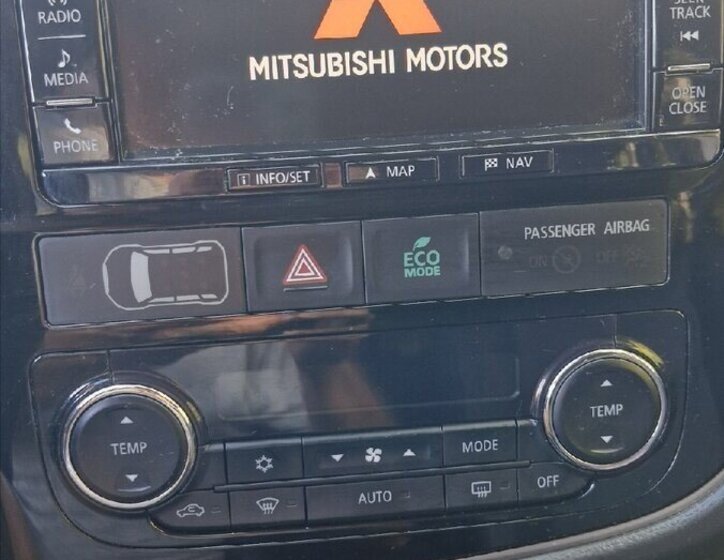 RADIO
MEDIA
PHONE
MITSUBISHI MOTORS
SEEK
TRACK
OPEN
CLOSE
i INFO/SET
MAP
NAV
ECO
MODE
PASSENGER AIRBAG
ON OFF
TEMP
TEMP
MODE
AUTO
OFF